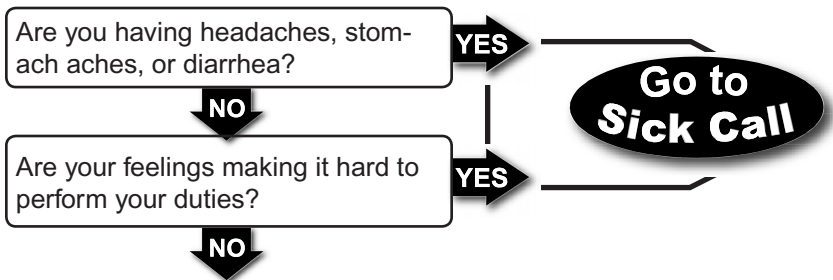 Are you having headaches, stom-
ach aches, or diarrhea?
YES
Go to
Sick Call
NO
Are your feelings making it hard to
perform your duties?
YES
NO